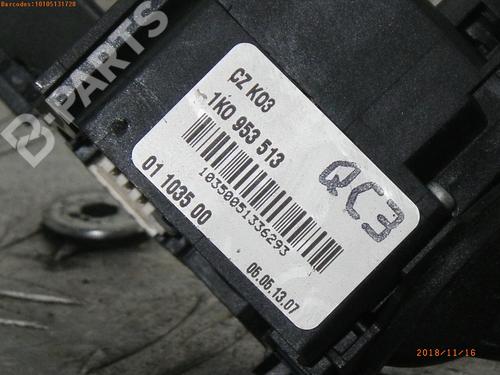 Barcodes:10105131728
B-PARTS
CZ K03
1K0 953 513
10350051336293
01 1035 00
QC3
06.06.13.07
2018/11/16